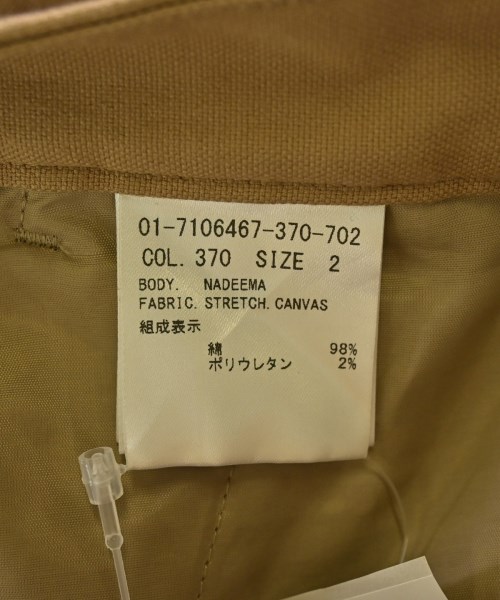 01-7106467-370-702
COL. 370 SIZE 2
BODY. NADEEMA
FABRIC. STRETCH. CANVAS
組成表示
綿 98%
ポリウレタン 2%